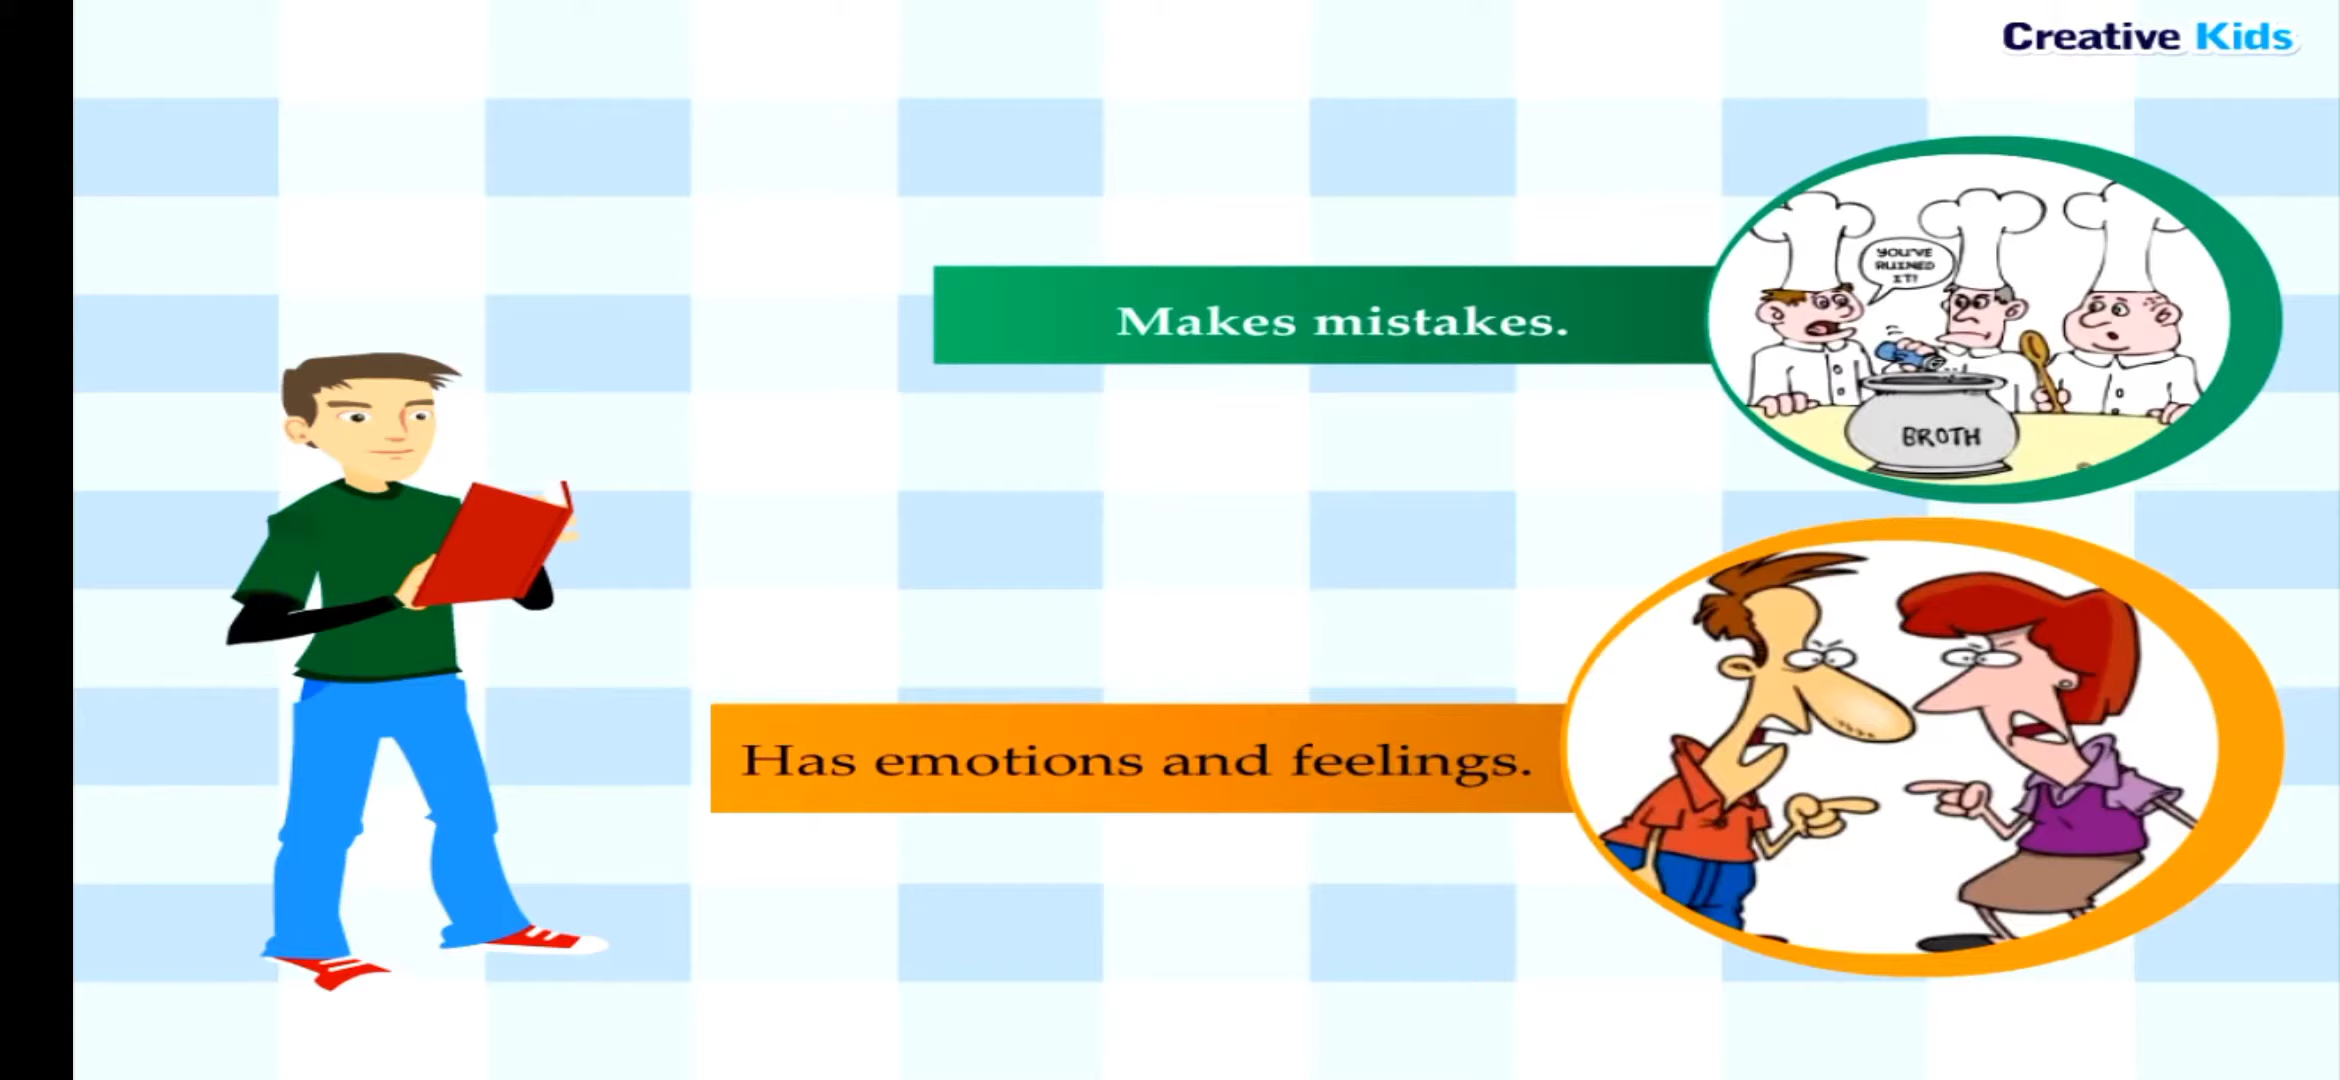 Creative Kids
Makes mistakes.
YOU'VE
RUINED
IT!
BROTH
Has emotions and feelings.